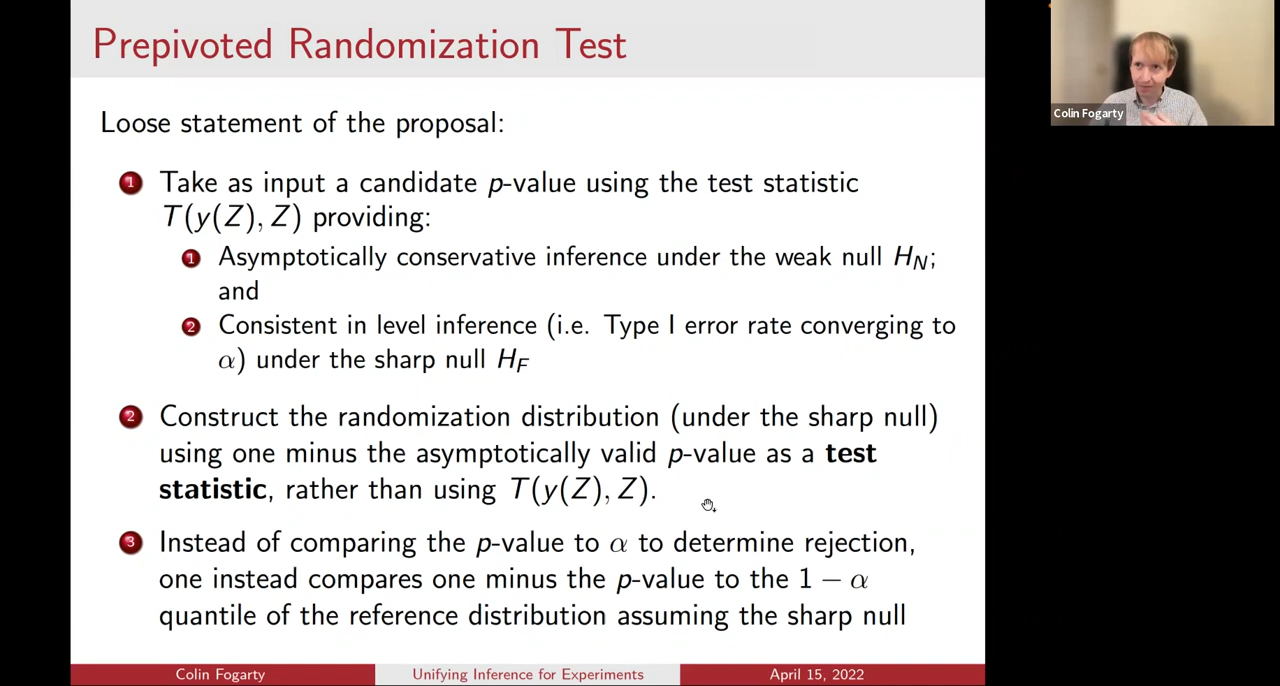 Prepivoted Randomization Test
Loose statement of the proposal:
1 Take as input a candidate p-value using the test statistic
T(y(Z), Z) providing:
1 Asymptotically conservative inference under the weak null H_N;
and
2 Consistent in level inference (i.e. Type I error rate converging to
α) under the sharp null H_F
2 Construct the randomization distribution (under the sharp null)
using one minus the asymptotically valid p-value as a test
statistic, rather than using T(y(Z), Z).
3 Instead of comparing the p-value to α to determine rejection,
one instead compares one minus the p-value to the 1 − α
quantile of the reference distribution assuming the sharp null
Colin Fogarty
Unifying Inference for Experiments
April 15, 2022
Colin Fogarty